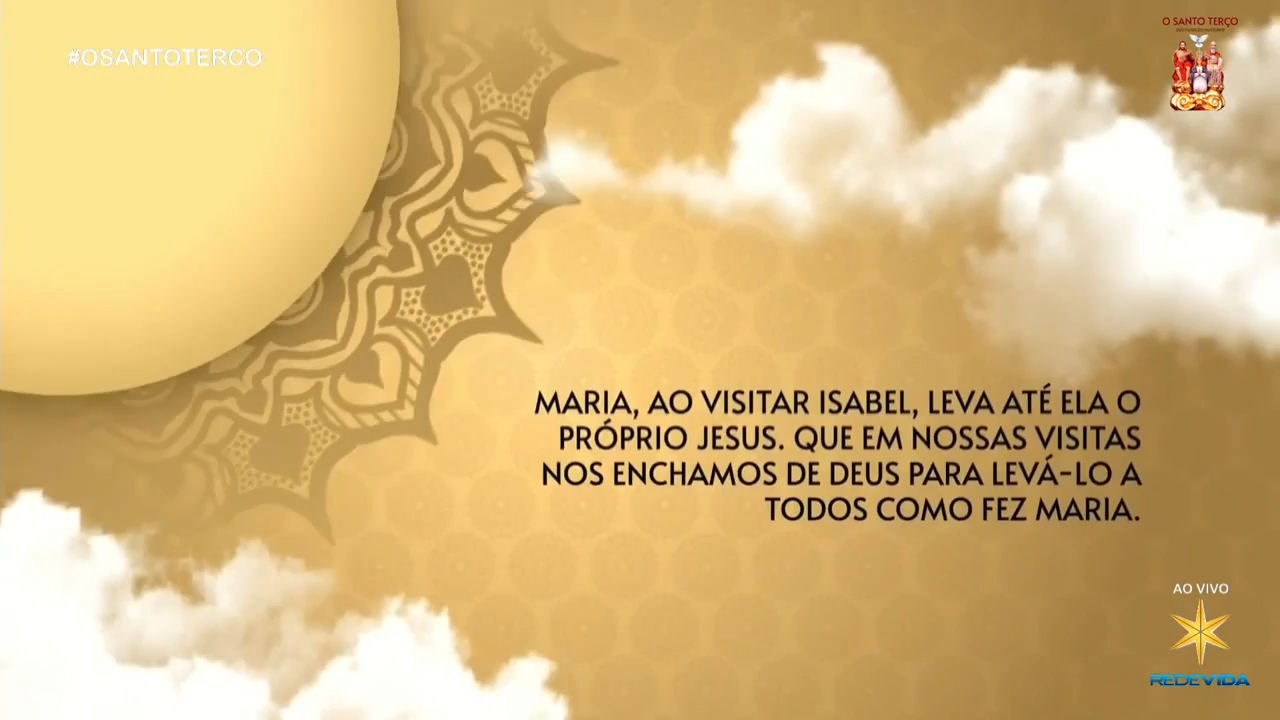 #OSANTOTERCO
O SANTO TERÇO
MARIA, AO VISITAR ISABEL, LEVA ATÉ ELA O
PRÓPRIO JESUS. QUE EM NOSSAS VISITAS
NOS ENCHAMOS DE DEUS PARA LEVÁ-LO A
TODOS COMO FEZ MARIA.
AO VIVO
REDEVIDA